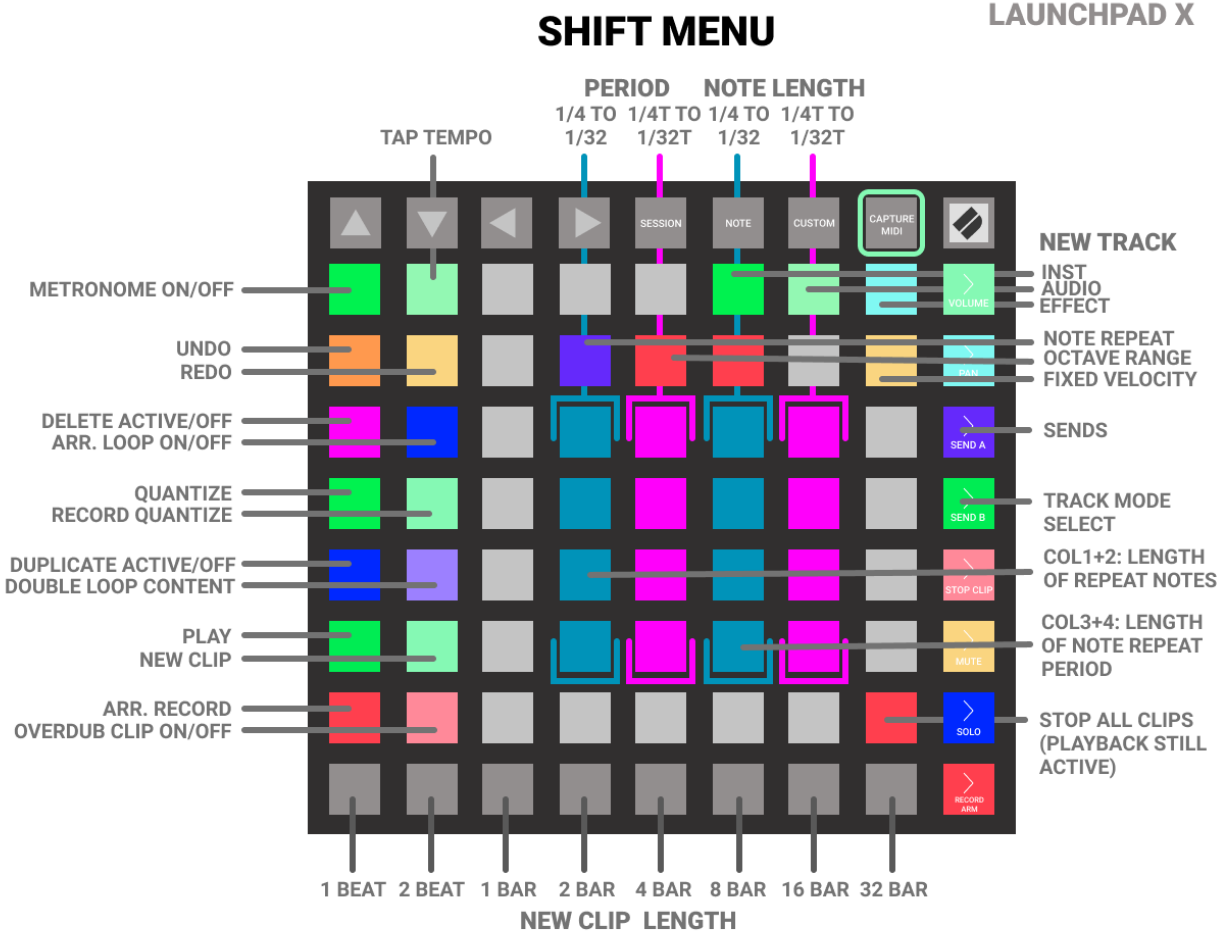 LAUNCHPAD X
SHIFT MENU
PERIOD NOTE LENGTH
1/4 TO 1/4T TO 1/4 TO 1/4T TO
1/32 1/32T 1/32 1/32T
TAP TEMPO
SESSION
NOTE
CUSTOM
CAPTURE
MIDI
NEW TRACK
INST
AUDIO
EFFECT
METRONOME ON/OFF
VOLUME
UNDO
REDO
PAN
NOTE REPEAT
OCTAVE RANGE
FIXED VELOCITY
DELETE ACTIVE/OFF
ARR. LOOP ON/OFF
SEND A
SENDS
QUANTIZE
RECORD QUANTIZE
SEND B
TRACK MODE
SELECT
DUPLICATE ACTIVE/OFF
DOUBLE LOOP CONTENT
STOP CLIP
COL1+2: LENGTH
OF REPEAT NOTES
PLAY
NEW CLIP
MUTE
COL3+4: LENGTH
OF NOTE REPEAT
PERIOD
ARR. RECORD
OVERDUB CLIP ON/OFF
SOLO
STOP ALL CLIPS
(PLAYBACK STILL
ACTIVE)
RECORD
ARM
1 BEAT 2 BEAT 1 BAR 2 BAR 4 BAR 8 BAR 16 BAR 32 BAR
NEW CLIP LENGTH